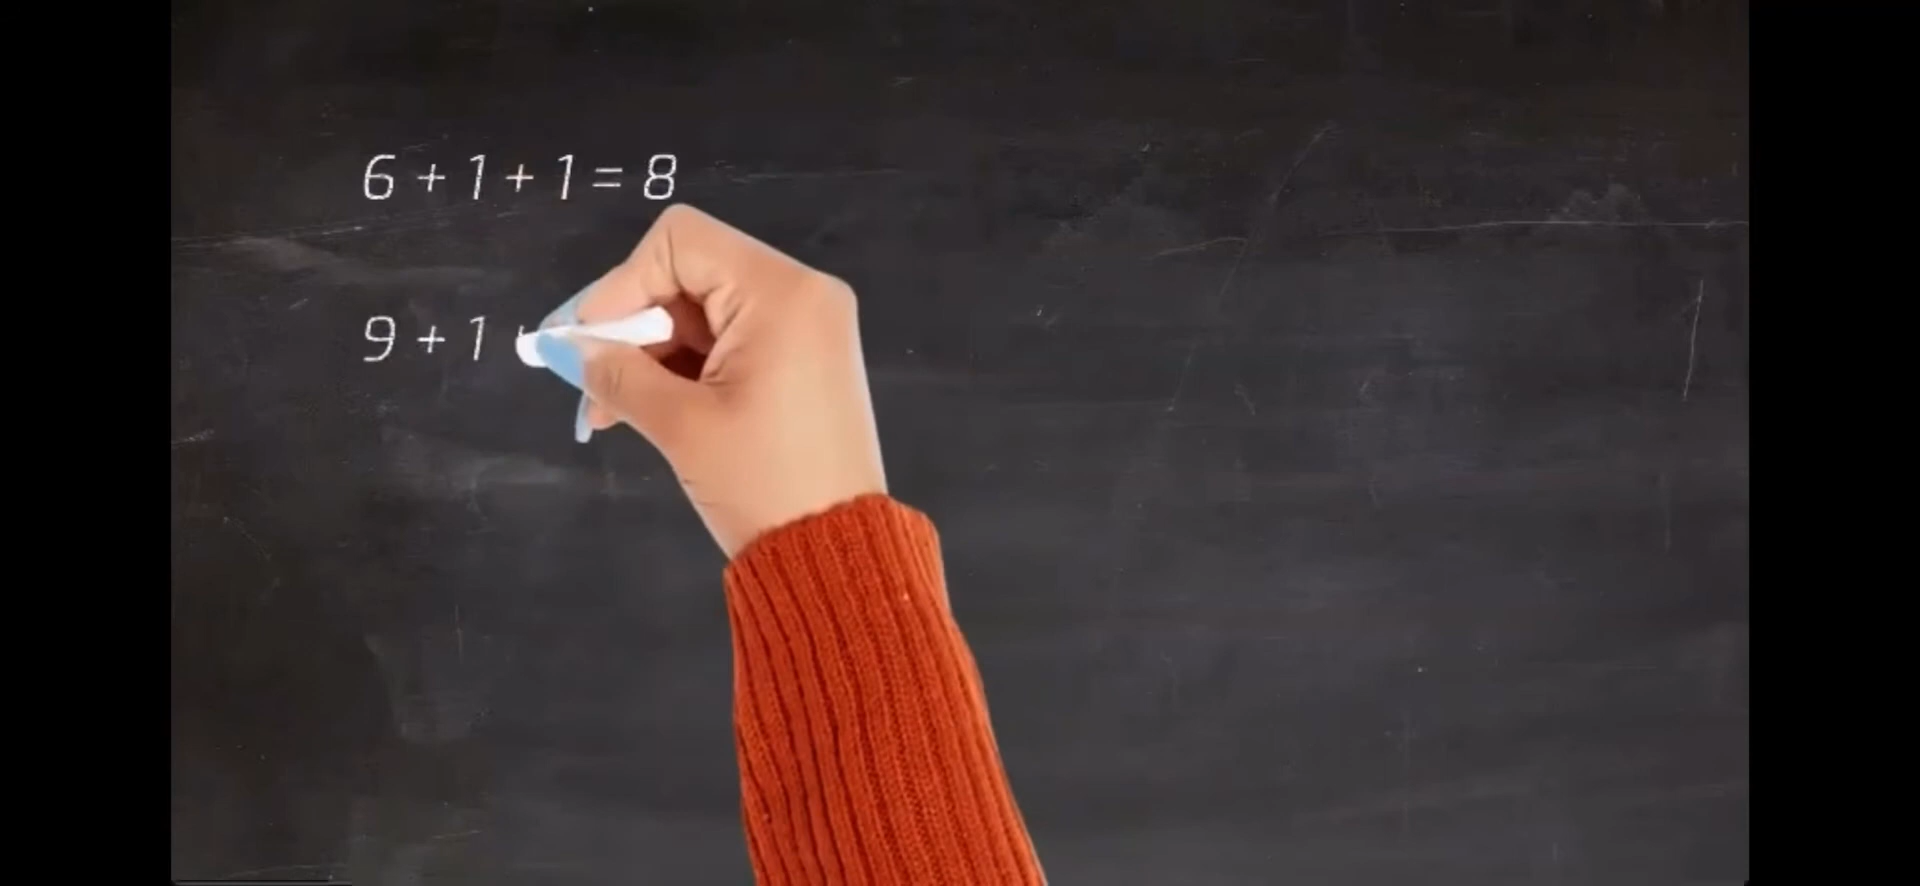 6 + 1 + 1 = 8
9 + 1